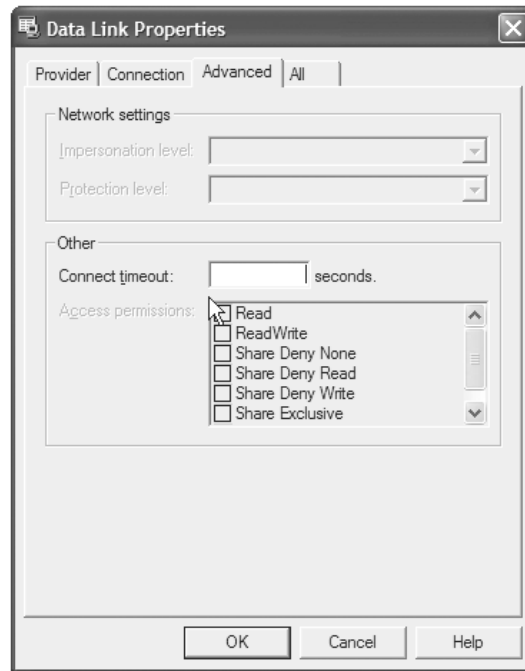 Data Link Properties
Provider Connection Advanced All
Network settings
Impersonation level:
Protection level:
Other
Connect timeout: seconds.
Access permissions: Read
ReadWrite
Share Deny None
Share Deny Read
Share Deny Write
Share Exclusive
OK Cancel Help